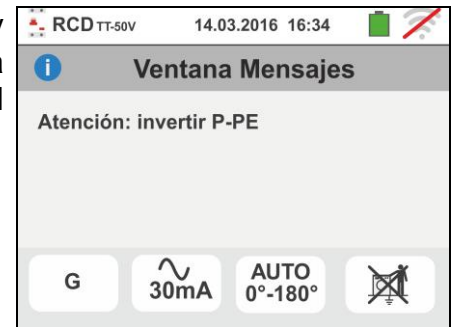 RCD TT-50V 14.03.2016 16:34
Ventana Mensajes
Atención: invertir P-PE
G
30mA
AUTO
0°-180°